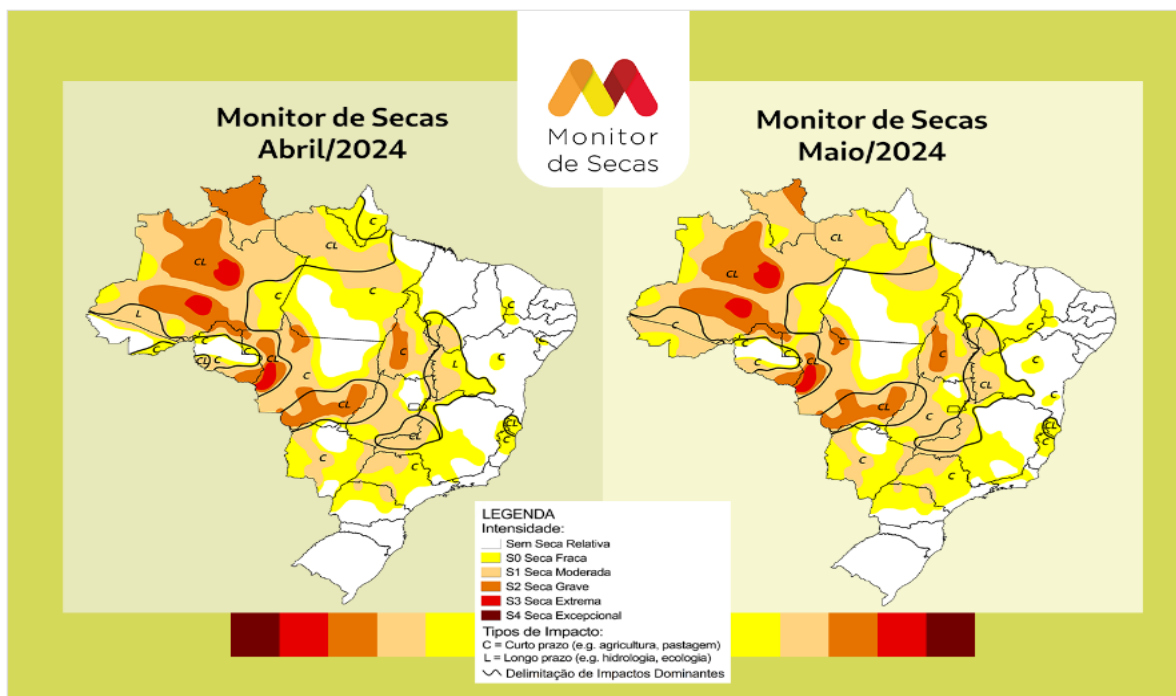 Monitor de Secas
Abril/2024
Monitor
de Secas
Monitor de Secas
Maio/2024
C
CL
CL
C
C
L
C
CL
C
CL
C
C
L
C
C
CL
CL
C
C
CL
C
CL
CL
C
C
C
C
C
CL
C
C
CL
CL
C
CL
C
C
C
LEGENDA
Intensidade:
Sem Seca Relativa
S0 Seca Fraca
S1 Seca Moderada
S2 Seca Grave
S3 Seca Extrema
S4 Seca Excepcional
Tipos de Impacto:
C = Curto prazo (e.g. agricultura, pastagem)
L = Longo prazo (e.g. hidrologia, ecologia)
Delimitação de Impactos Dominantes